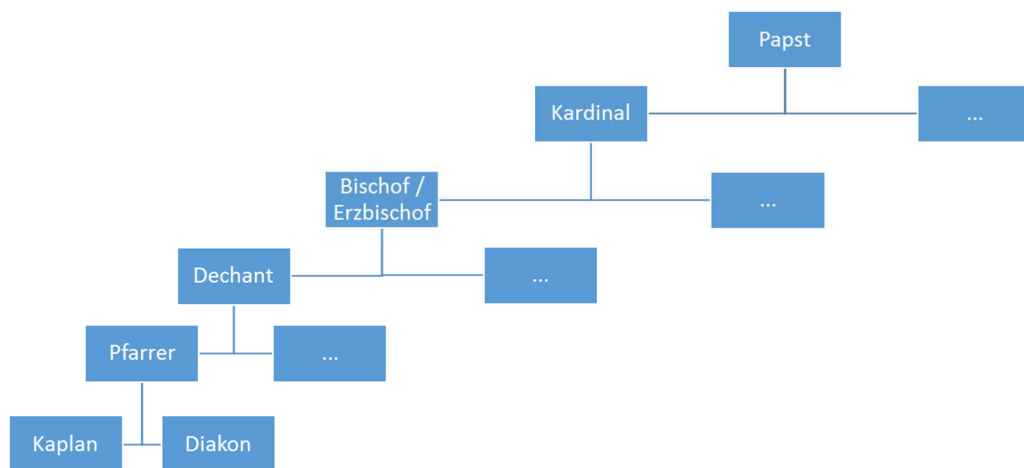 Papst
Kardinal
...
Bischof /
Erzbischof
...
Dechant
...
Pfarrer
...
Kaplan
Diakon